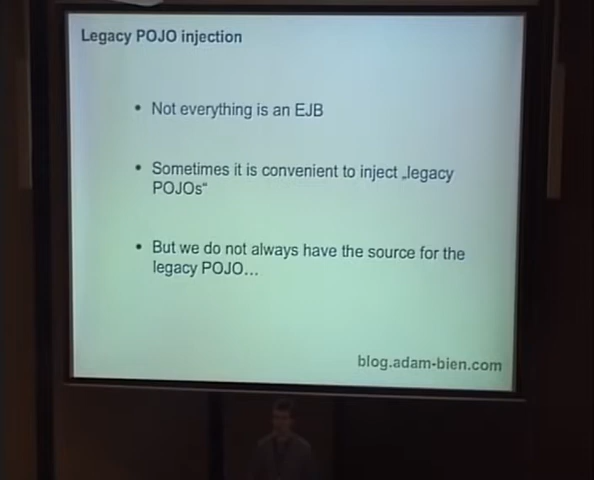 Legacy POJO injection
• Not everything is an EJB
• Sometimes it is convenient to inject „legacy
POJOs“
• But we do not always have the source for the
legacy POJO...
blog.adam-bien.com